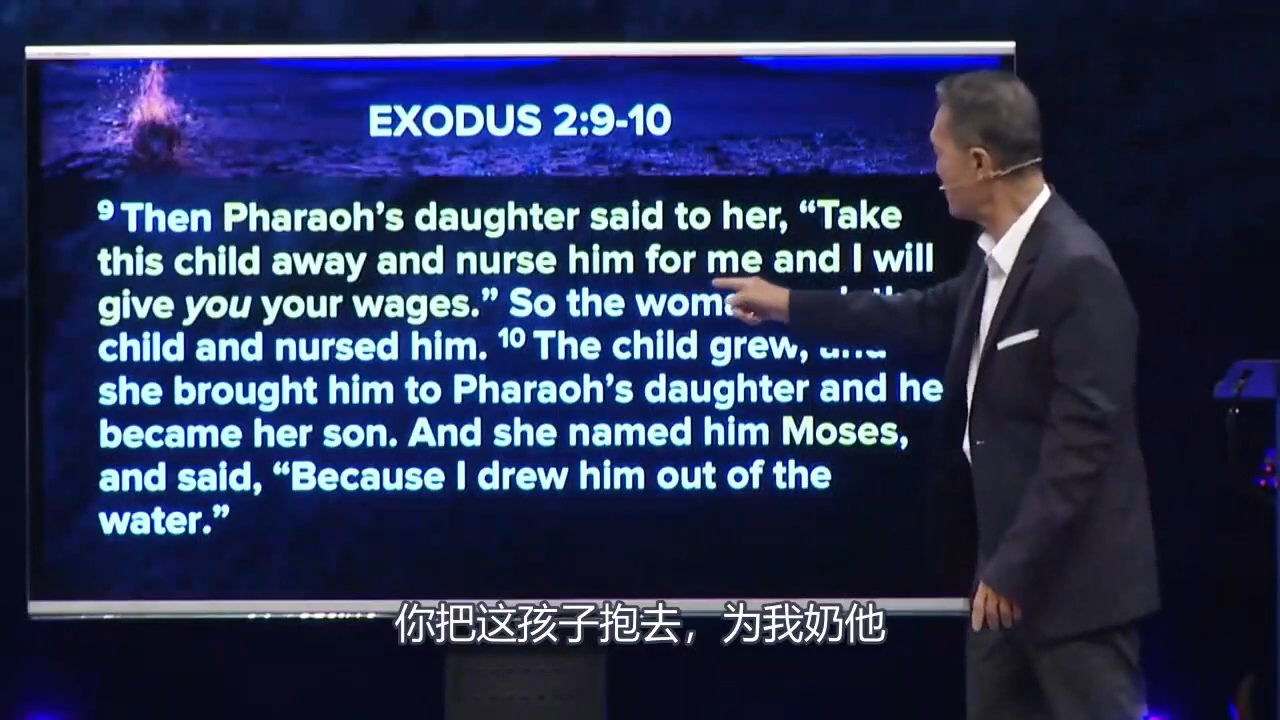 EXODUS 2:9-10
⁹ Then Pharaoh’s daughter said to her, “Take
this child away and nurse him for me and I will
give you your wages.” So the
child and nursed him. ¹⁰ The child grew,
she brought him to Pharaoh’s daughter and he
became her son. And she named him Moses,
and said, “Because I drew him out of the
water.”
你把这孩子抱去，为我奶他